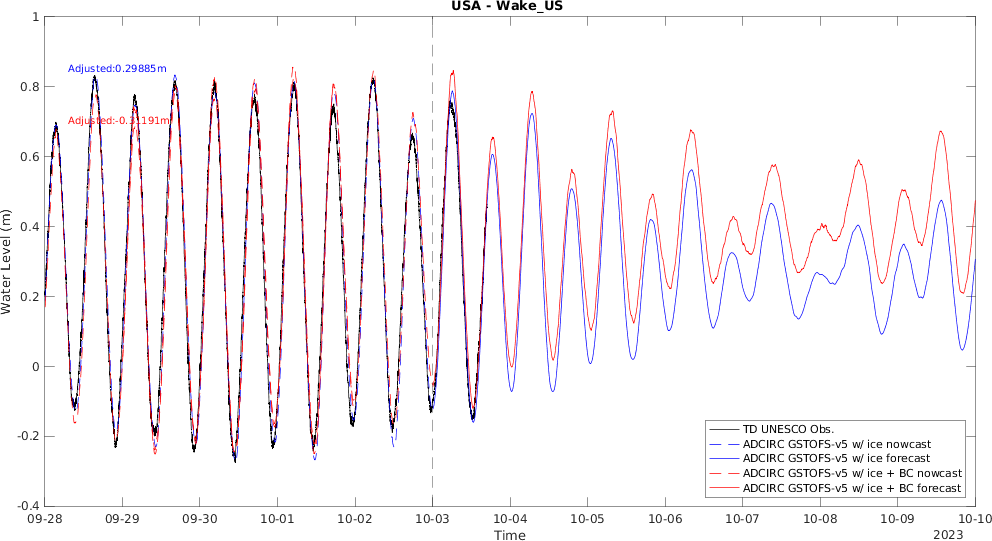 USA - Wake_US
Adjusted:0.29885m
Adjusted:-0.31191m
Water Level (m)
1
0.8
0.6
0.4
0.2
0
-0.2
-0.4
TD UNESCO Obs.
ADCIRC GSTOFS-v5 w/ ice nowcast
ADCIRC GSTOFS-v5 w/ ice forecast
ADCIRC GSTOFS-v5 w/ ice + BC nowcast
ADCIRC GSTOFS-v5 w/ ice + BC forecast
09-28 09-29 09-30 10-01 10-02 10-03 10-04 10-05 10-06 10-07 10-08 10-09 10-10
Time
2023